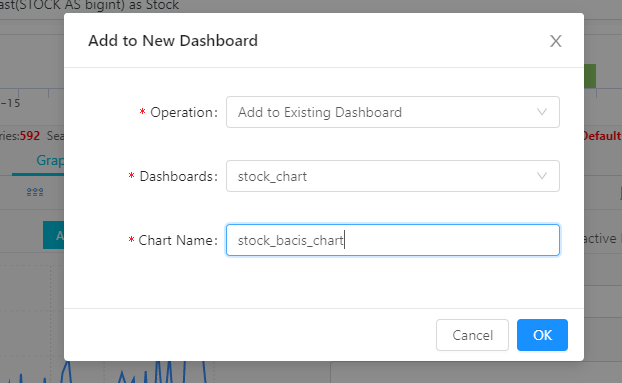 ast(STOCK AS bigint) as Stock
Add to New Dashboard
-15
* Operation: Add to Existing Dashboard
ries:592 Sea
Default
Grap
* Dashboards: stock_chart
A
active
* Chart Name: stock_bacis_chart
Cancel OK